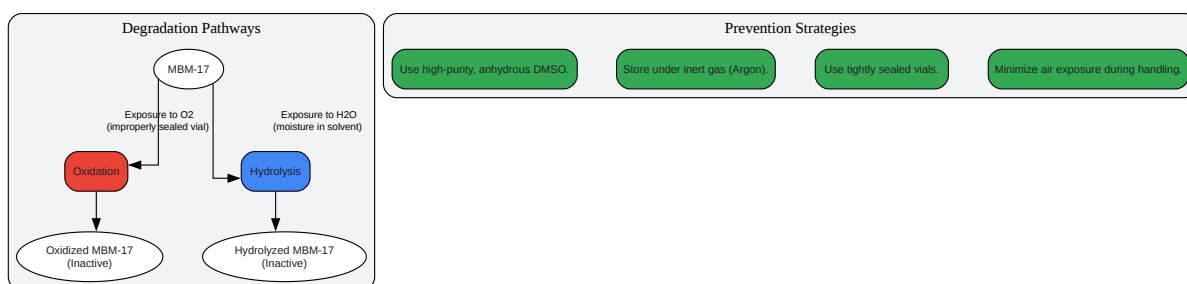 Degradation Pathways
MBM-17
Exposure to O2
(improperly sealed vial)
Exposure to H2O
(moisture in solvent)
Oxidation
Hydrolysis
Oxidized MBM-17
(Inactive)
Hydrolyzed MBM-17
(Inactive)
Prevention Strategies
Use high-purity, anhydrous DMSO.
Store under inert gas (Argon).
Use tightly sealed vials.
Minimize air exposure during handling.